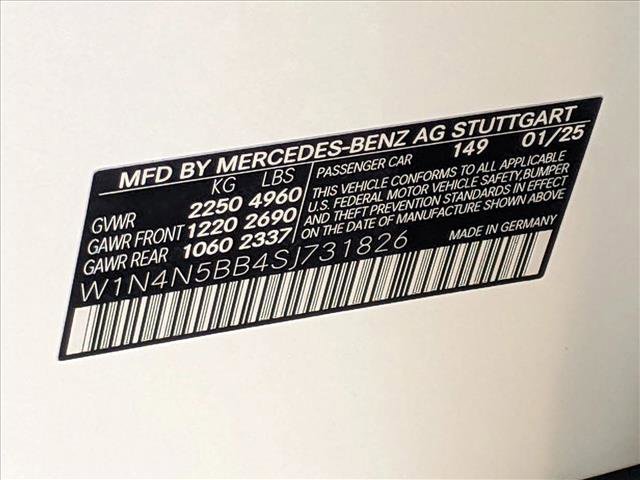 MFD BY MERCEDES-BENZ AG STUTTGART
KG LBS
GVWR 2250 4960
GAWR FRONT 1220 2690
GAWR REAR 1060 2337
PASSENGER CAR 149 01/25
THIS VEHICLE CONFORMS TO ALL APPLICABLE
U.S. FEDERAL MOTOR VEHICLE SAFETY, BUMPER
AND THEFT PREVENTION STANDARDS IN EFFECT
ON THE DATE OF MANUFACTURE SHOWN ABOVE
W1N4N5BB4SJ731826
MADE IN GERMANY